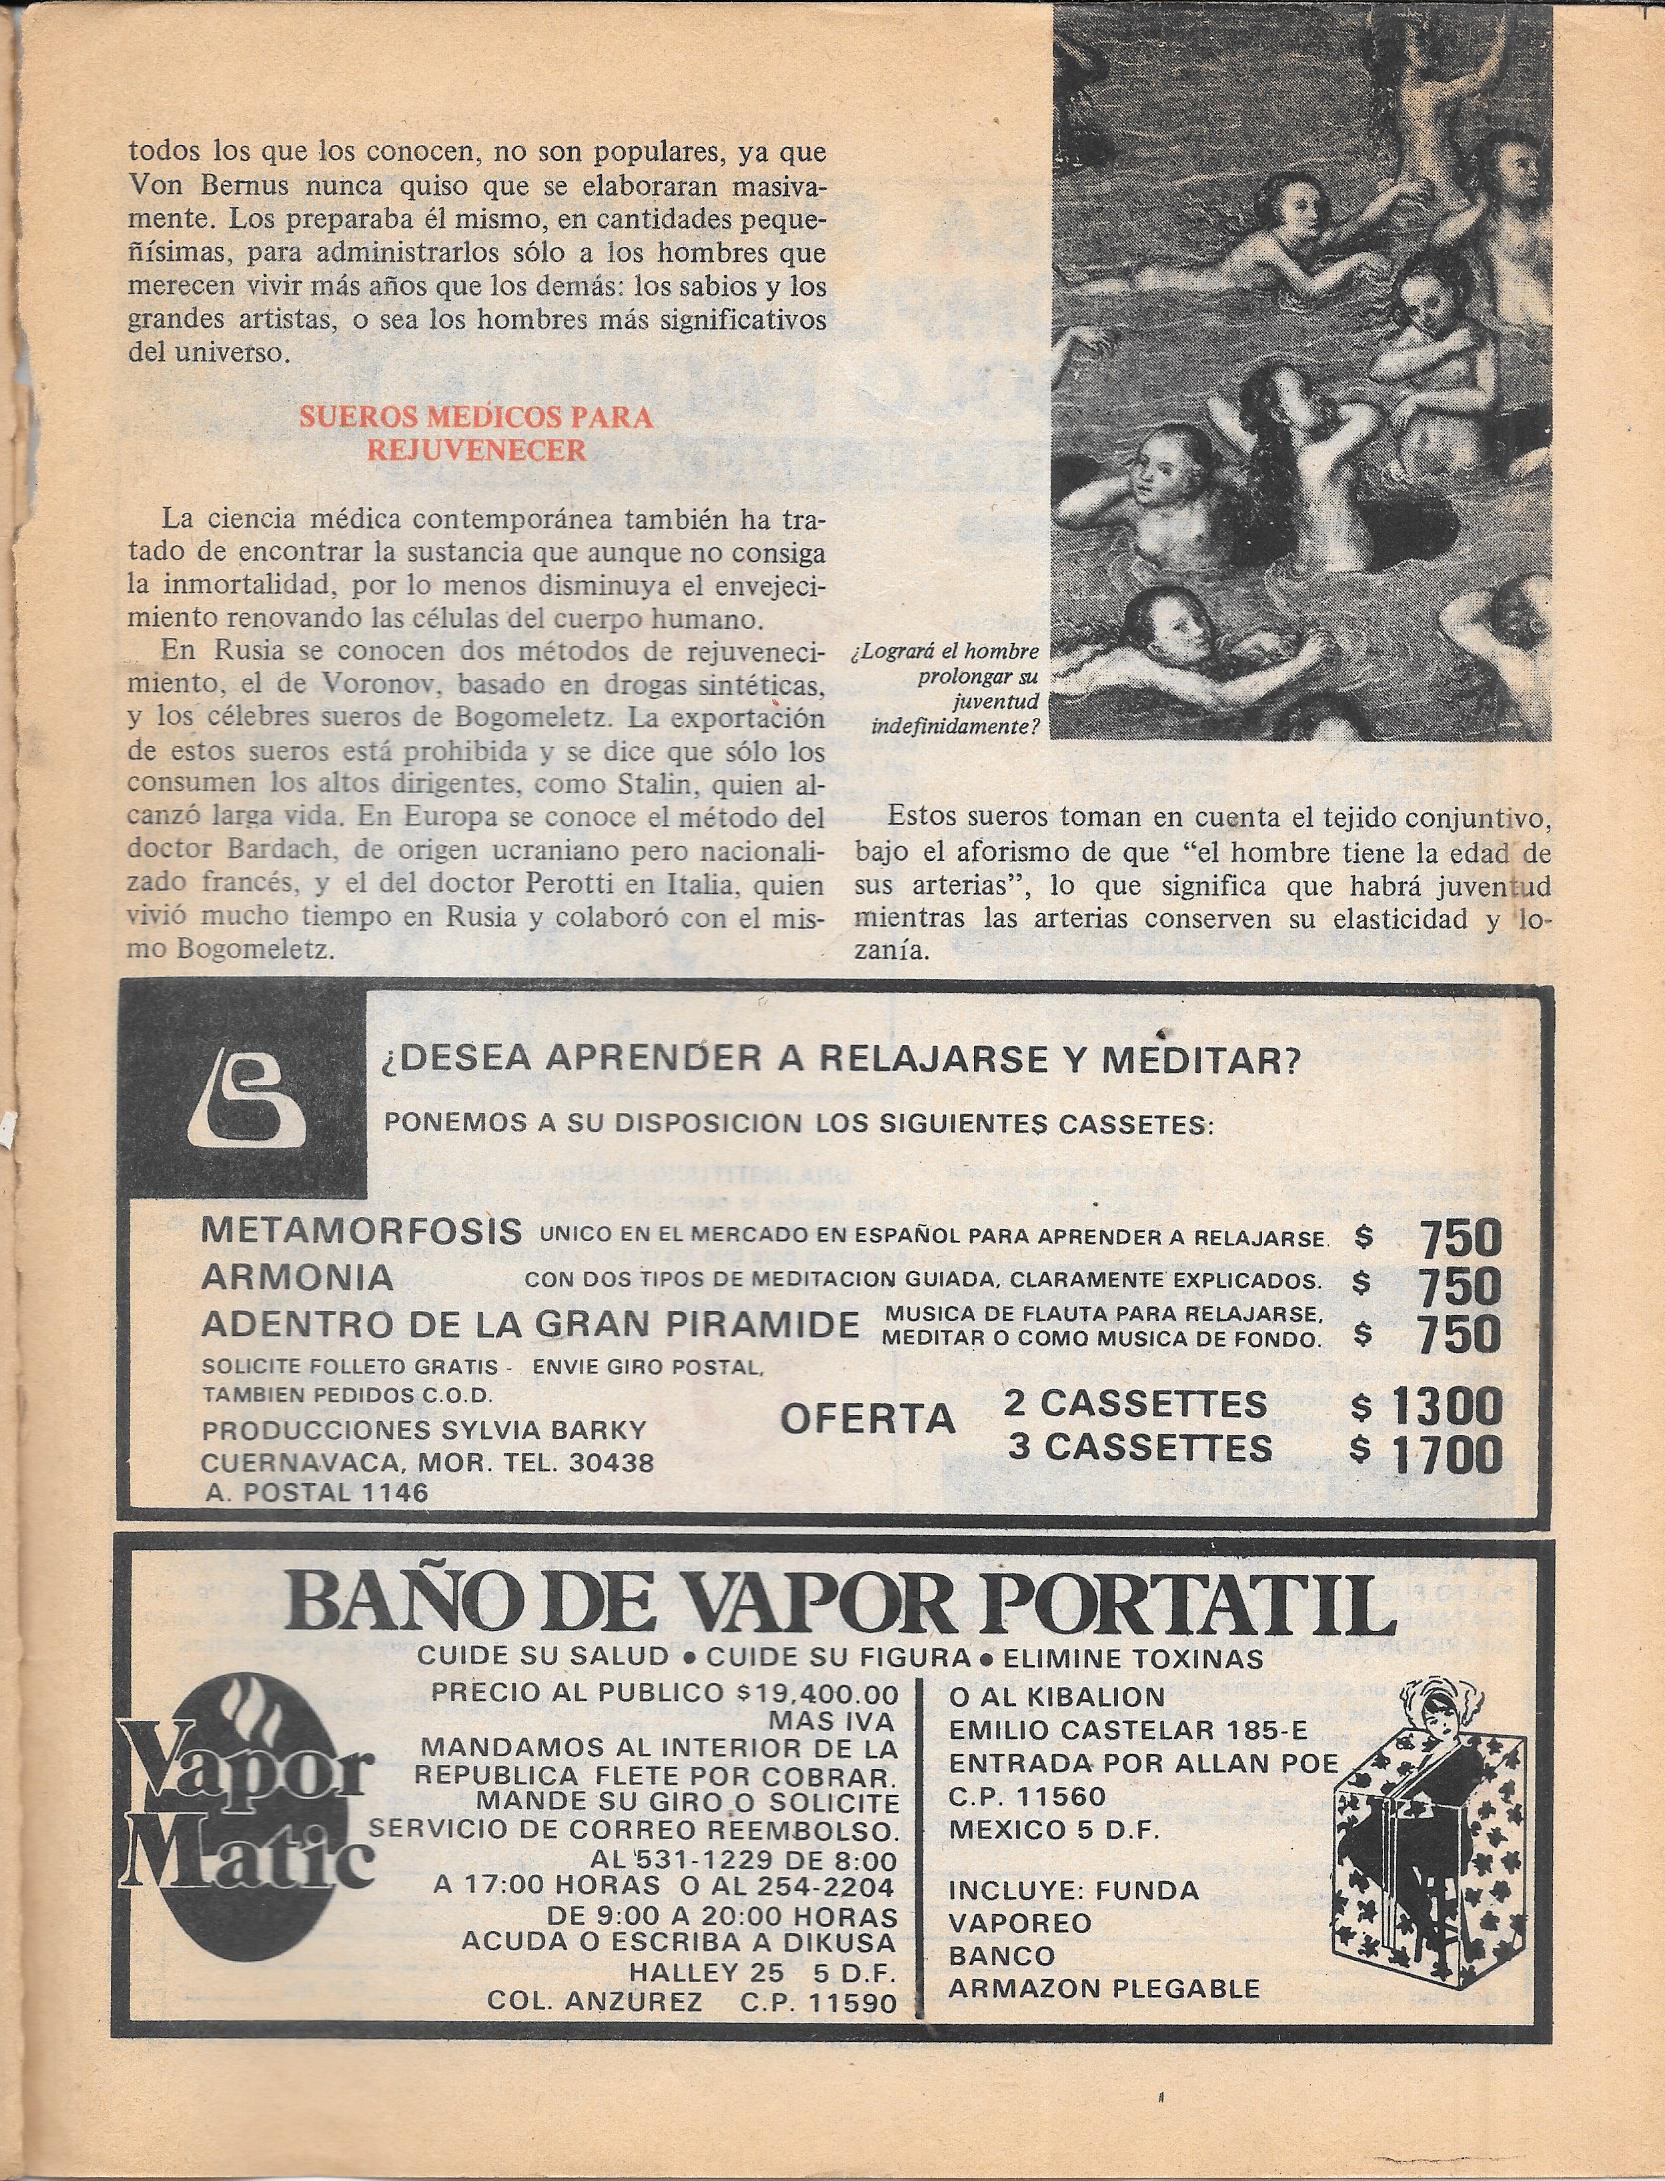 todos los que los conocen, no son populares, ya que
Von Bernus nunca quiso que se elaboraran masiva-
mente. Los preparaba él mismo, en cantidades peque-
ñísimas, para administrarlos sólo a los hombres que
merecen vivir más años que los demás: los sabios y los
grandes artistas, o sea los hombres más significativos
del universo.
SUEROS MEDICOS PARA
REJUVENECER
La ciencia médica contemporánea también ha tra-
tado de encontrar la sustancia que aunque no consiga
la inmortalidad, por lo menos disminuya el envejeci-
miento renovando las células del cuerpo humano.
En Rusia se conocen dos métodos de rejuveneci-
miento, el de Voronov, basado en drogas sintéticas,
y los célebres sueros de Bogomeletz. La exportación
de estos sueros está prohibida y se dice que sólo los
consumen los altos dirigentes, como Stalin, quien al-
canzó larga vida. En Europa se conoce el método del
doctor Bardach, de origen ucraniano pero nacionali-
zado francés, y el del doctor Perotti en Italia, quien
vivió mucho tiempo en Rusia y colaboró con el mis-
mo Bogomeletz.
¿Logrará el hombre
prolongar su
juventud
indefinidamente?
Estos sueros toman en cuenta el tejido conjuntivo,
bajo el aforismo de que “el hombre tiene la edad de
sus arterias”, lo que significa que habrá juventud
mientras las arterias conserven su elasticidad y lo-
zanía.
¿DESEA APRENDER A RELAJARSE Y MEDITAR?
PONEMOS A SU DISPOSICION LOS SIGUIENTES CASSETES:
METAMORFOSIS UNICO EN EL MERCADO EN ESPAÑOL PARA APRENDER A RELAJARSE. $ 750
ARMONIA CON DOS TIPOS DE MEDITACION GUIADA, CLARAMENTE EXPLICADOS. $ 750
ADENTRO DE LA GRAN PIRAMIDE MUSICA DE FLAUTA PARA RELAJARSE,
MEDITAR O COMO MUSICA DE FONDO. $ 750
SOLICITE FOLLETO GRATIS - ENVIE GIRO POSTAL,
TAMBIEN PEDIDOS C.O.D.
PRODUCCIONES SYLVIA BARKY
CUERNAVACA, MOR. TEL. 30438
A. POSTAL 1146
OFERTA 2 CASSETTES $ 1300
3 CASSETTES $ 1700
BAÑO DE VAPOR PORTATIL
CUIDE SU SALUD • CUIDE SU FIGURA • ELIMINE TOXINAS
Vapor
Matic
PRECIO AL PUBLICO $19,400.00
MAS IVA
MANDAMOS AL INTERIOR DE LA
REPUBLICA FLETE POR COBRAR.
MANDE SU GIRO O SOLICITE
SERVICIO DE CORREO REEMBOLSO.
AL 531-1229 DE 8:00
A 17:00 HORAS O AL 254-2204
DE 9:00 A 20:00 HORAS
ACUDA O ESCRIBA A DIKUSA
HALLEY 25 5 D.F.
COL. ANZUREZ C.P. 11590
O AL KIBALION
EMILIO CASTELAR 185-E
ENTRADA POR ALLAN POE
C.P. 11560
MEXICO 5 D.F.
INCLUYE: FUNDA
VAPOREO
BANCO
ARMAZON PLEGABLE